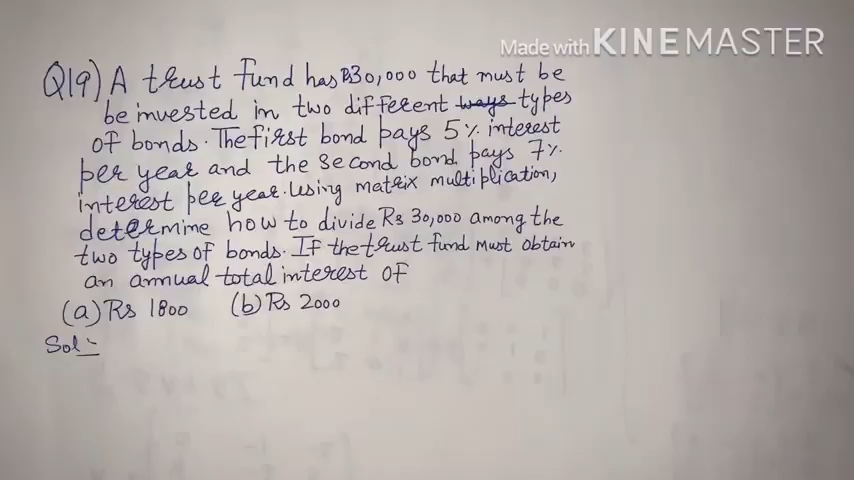 Made with KINEMASTER
Q19) A trust fund has ₨30,000 that must be
be invested in two different ways types
of bonds. The first bond pays 5% interest
per year and the second bond pays 7%
interest per year. Using matrix multiplication,
determine how to divide Rs 30,000 among the
two types of bonds. If the trust fund must obtain
an annual total interest of
(a) Rs 1800 (b) Rs 2000
Sol:-